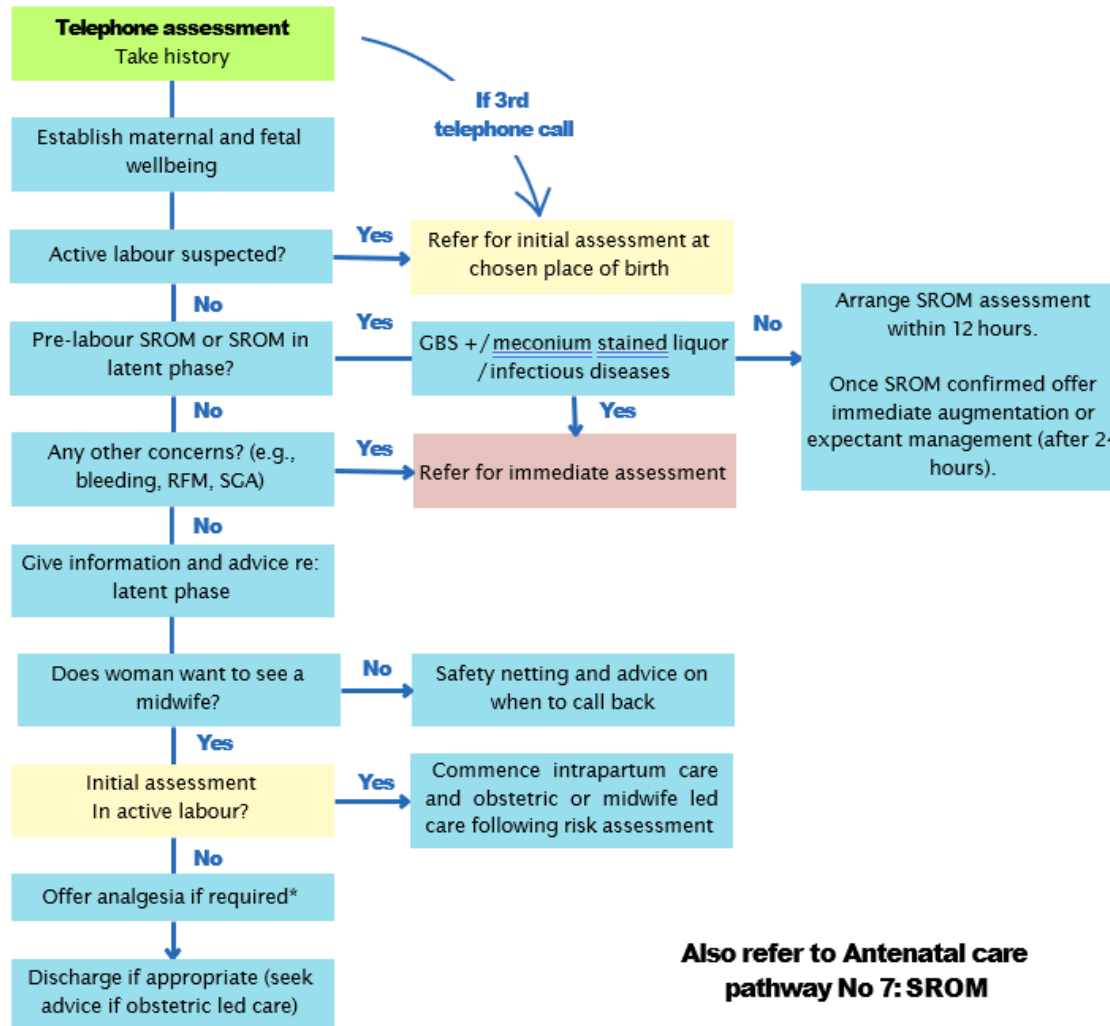 Telephone assessment
Take history
If 3rd
telephone call
Establish maternal and fetal
wellbeing
Active labour suspected?
Yes
Refer for initial assessment at
chosen place of birth
No
Pre-labour SROM or SROM in
latent phase?
Yes
GBS +/meconium stained liquor
/infectious diseases
No
Arrange SROM assessment
within 12 hours.
Once SROM confirmed offer
immediate augmentation or
expectant management (after 24
hours).
Yes
No
Any other concerns? (e.g.,
bleeding, RFM, SGA)
Yes
Refer for immediate assessment
No
Give information and advice re:
latent phase
Does woman want to see a
midwife?
No
Safety netting and advice on
when to call back
Yes
Initial assessment
In active labour?
Yes
Commence intrapartum care
and obstetric or midwife led
care following risk assessment
No
Offer analgesia if required*
Discharge if appropriate (seek
advice if obstetric led care)
Also refer to Antenatal care
pathway No 7: SROM